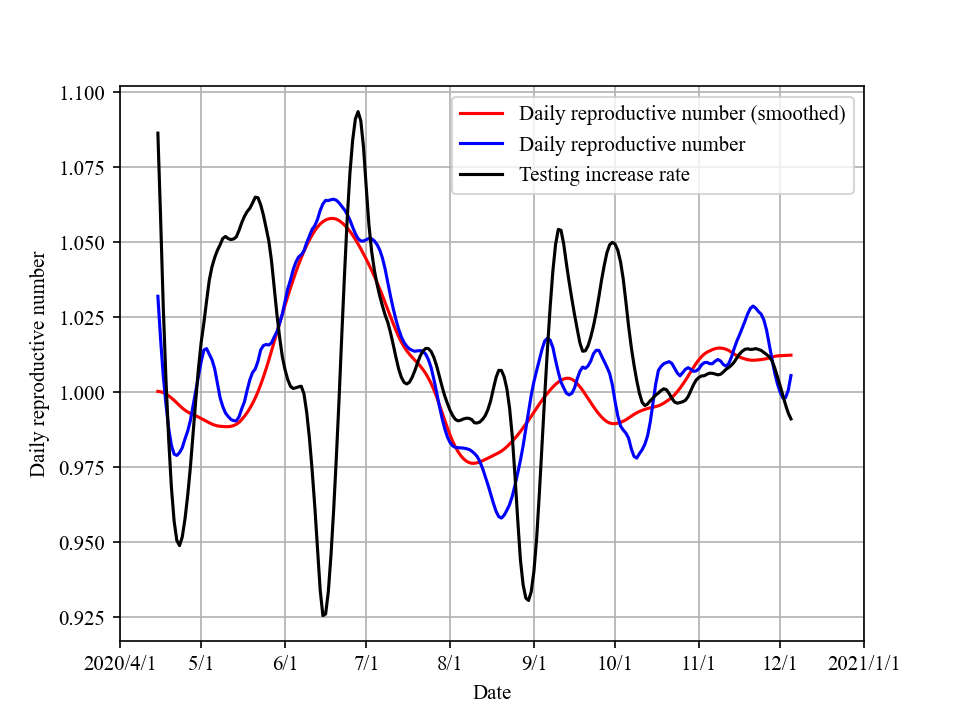 Daily reproductive number (smoothed)
Daily reproductive number
Testing increase rate
1.100
1.075
1.050
1.025
1.000
0.975
0.950
0.925
Daily reproductive number
2020/4/1 5/1 6/1 7/1 8/1 9/1 10/1 11/1 12/1 2021/1/1
Date